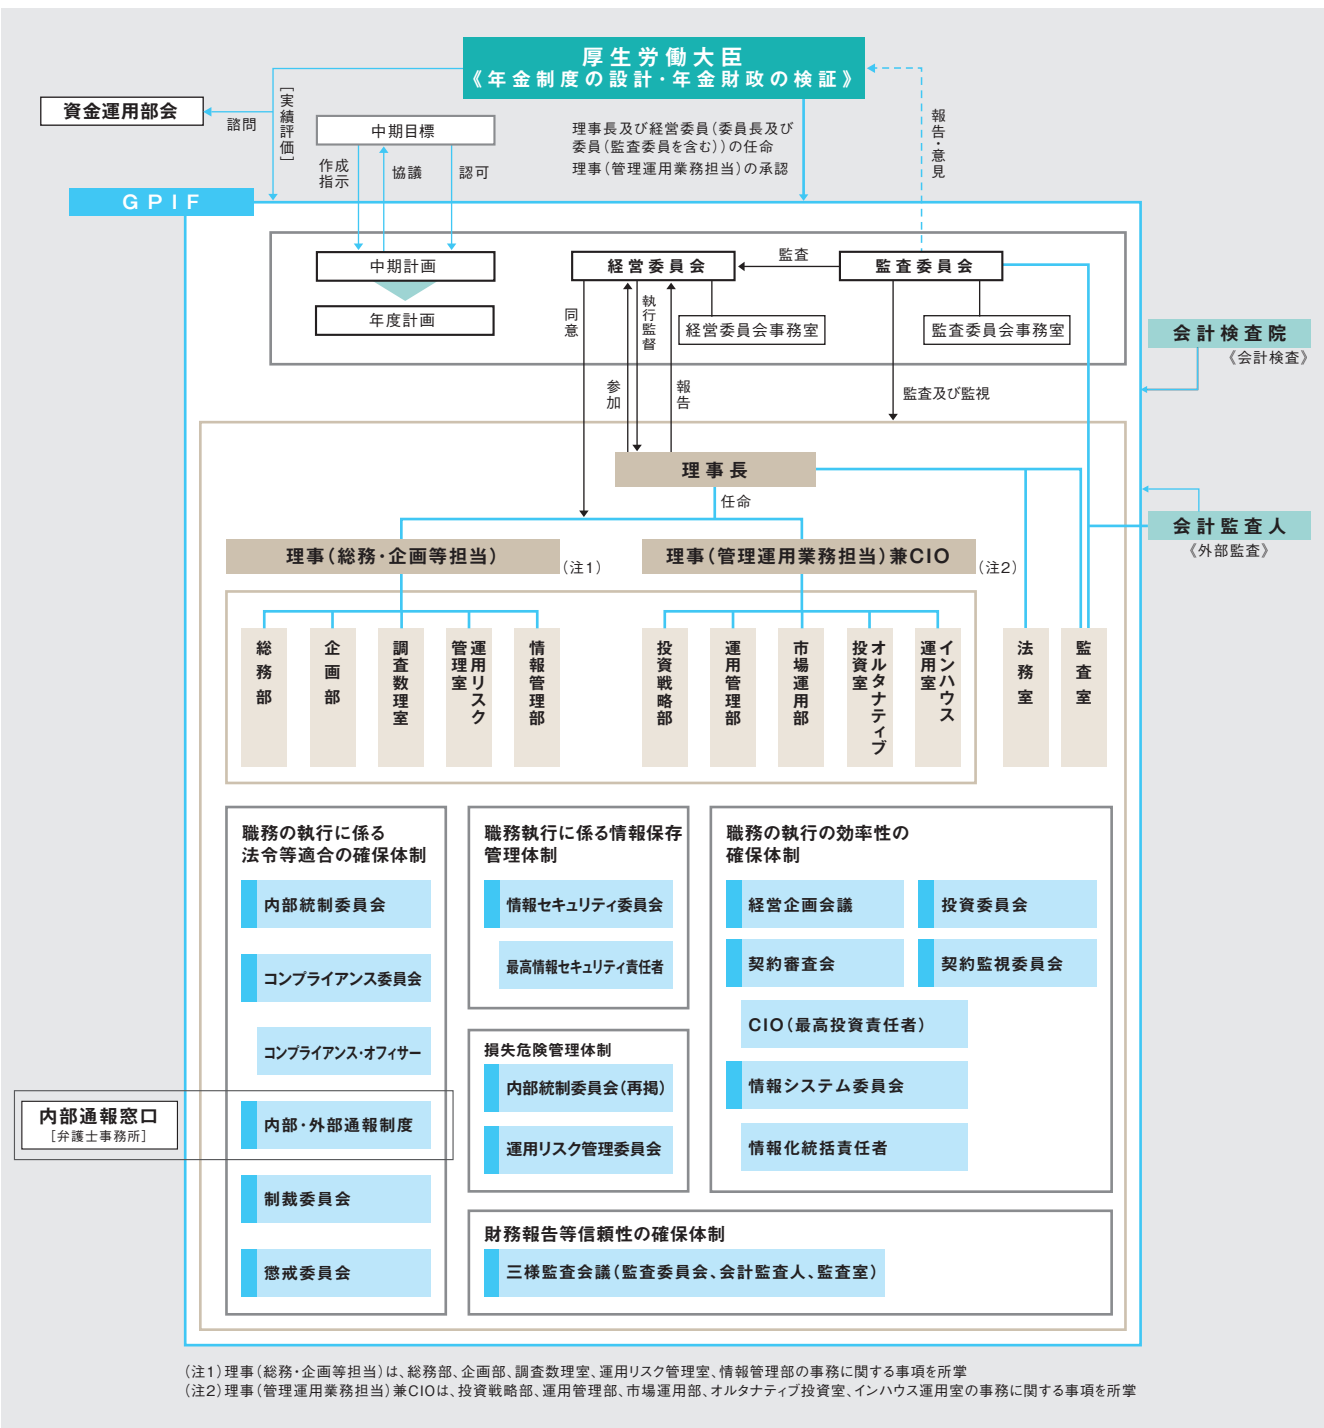 厚生労働大臣
《年金制度の設計・年金財政の検証》
資金運用部会
諮問
［実績評価］
中期目標
作成
指示
協議
認可
理事長及び経営委員（委員長及び
委員（監査委員を含む））の任命
理事（管理運用業務担当）の承認
報告・意見
GPIF
中期計画
年度計画
経営委員会
監査
監査委員会
経営委員会事務室
監査委員会事務室
同意
執行監督
参加
報告
監査及び監視
会計検査院
《会計検査》
会計監査人
《外部監査》
理事長
任命
理事（総務・企画等担当）
（注1）
理事（管理運用業務担当）兼CIO
（注2）
総務部
企画部
調査数理室
運用リスク
管理室
情報管理部
投資戦略部
運用管理部
市場運用部
オルタナティブ
投資室
インハウス
運用室
法務室
監査室
職務の執行に係る
法令等適合の確保体制
内部統制委員会
コンプライアンス委員会
コンプライアンス・オフィサー
内部・外部通報制度
制裁委員会
懲戒委員会
内部通報窓口
［弁護士事務所］
職務執行に係る情報保存
管理体制
情報セキュリティ委員会
最高情報セキュリティ責任者
損失危険管理体制
内部統制委員会（再掲）
運用リスク管理委員会
職務の執行の効率性の
確保体制
経営企画会議
投資委員会
契約審査会
契約監視委員会
CIO（最高投資責任者）
情報システム委員会
情報化統括責任者
財務報告等信頼性の確保体制
三様監査会議（監査委員会、会計監査人、監査室）
（注1）理事（総務・企画等担当）は、総務部、企画部、調査数理室、運用リスク管理室、情報管理部の事務に関する事項を所掌
（注2）理事（管理運用業務担当）兼CIOは、投資戦略部、運用管理部、市場運用部、オルタナティブ投資室、インハウス運用室の事務に関する事項を所掌